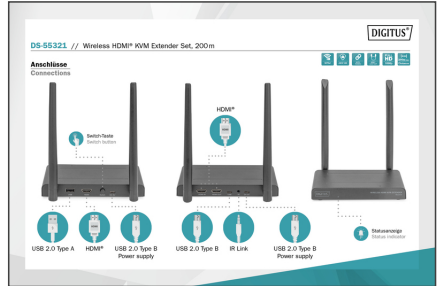 DIGITUS®
DS-55321 // Wireless HDMI® KVM Extender Set, 200 m
Anschlüsse
Connections
HDMI®
Switch-Taste
Switch button
Statusanzeige
Status indicator
USB 2.0 Type A
HDMI®
USB 2.0 Type B
Power supply
USB 2.0 Type B
IR Link
USB 2.0 Type B
Power supply